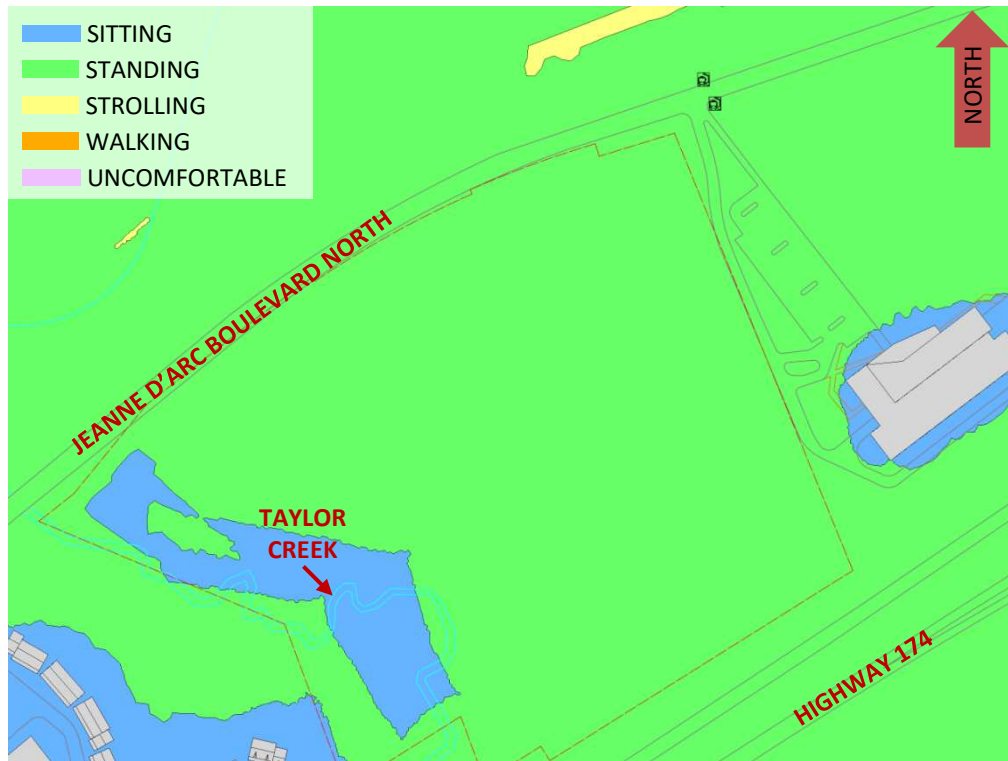 SITTING
STANDING
STROLLING
WALKING
UNCOMFORTABLE
NORTH
JEANNE D'ARC BOULEVARD NORTH
TAYLOR
CREEK
HIGHWAY 174